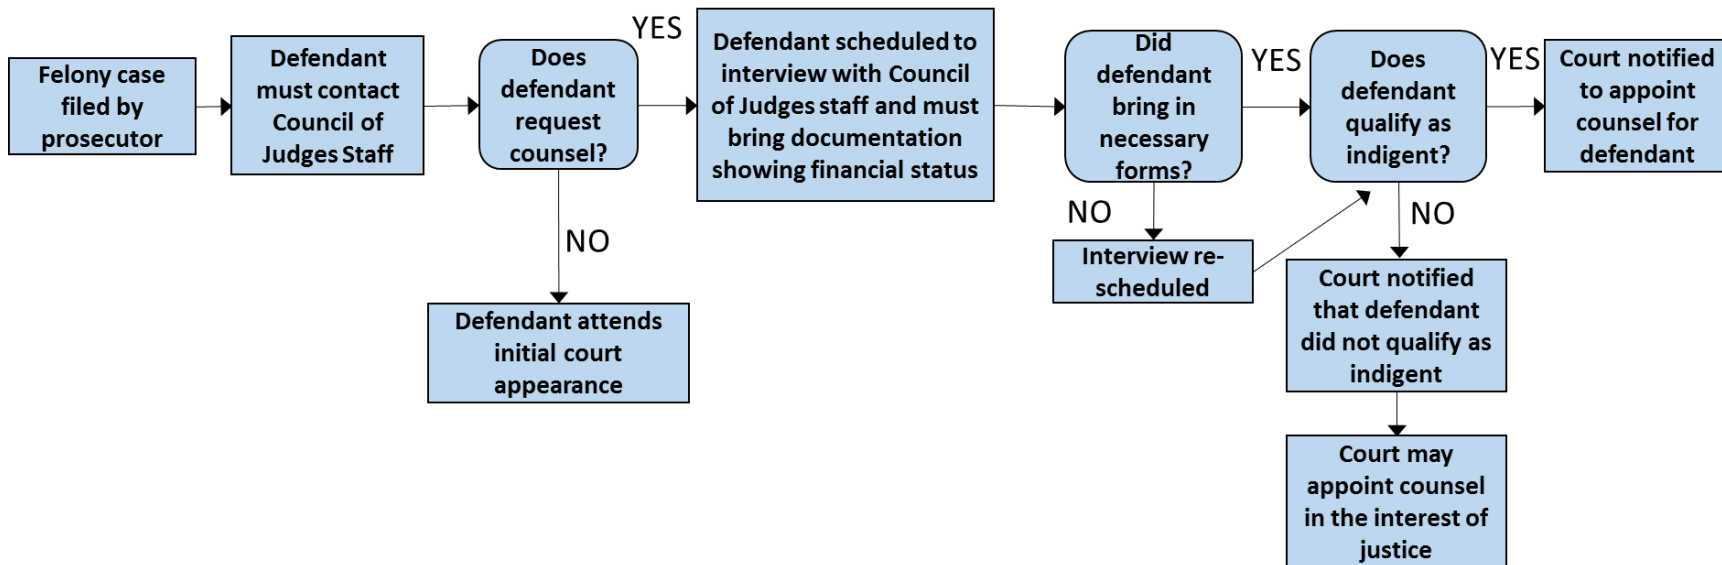 Felony case
filed by
prosecutor
Defendant
must contact
Council of
Judges Staff
Does
defendant
request
counsel?
YES
Defendant scheduled to
interview with Council
of Judges staff and must
bring documentation
showing financial status
NO
Defendant attends
initial court
appearance
Did
defendant
bring in
necessary
forms?
YES
NO
Interview re-
scheduled
Does
defendant
qualify as
indigent?
YES
Court notified
to appoint
counsel for
defendant
NO
Court notified
that defendant
did not qualify as
indigent
Court may
appoint counsel
in the interest of
justice